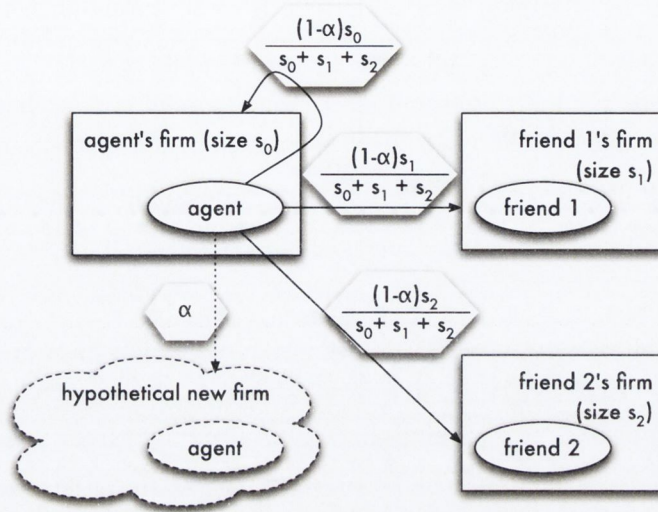 (1-α)s₀
s₀+ s₁ + s₂
agent's firm (size s₀)
agent
(1-α)s₁
s₀+ s₁ + s₂
friend 1's firm
(size s₁)
friend 1
α
(1-α)s₂
s₀+ s₁ + s₂
hypothetical new firm
agent
friend 2's firm
(size s₂)
friend 2